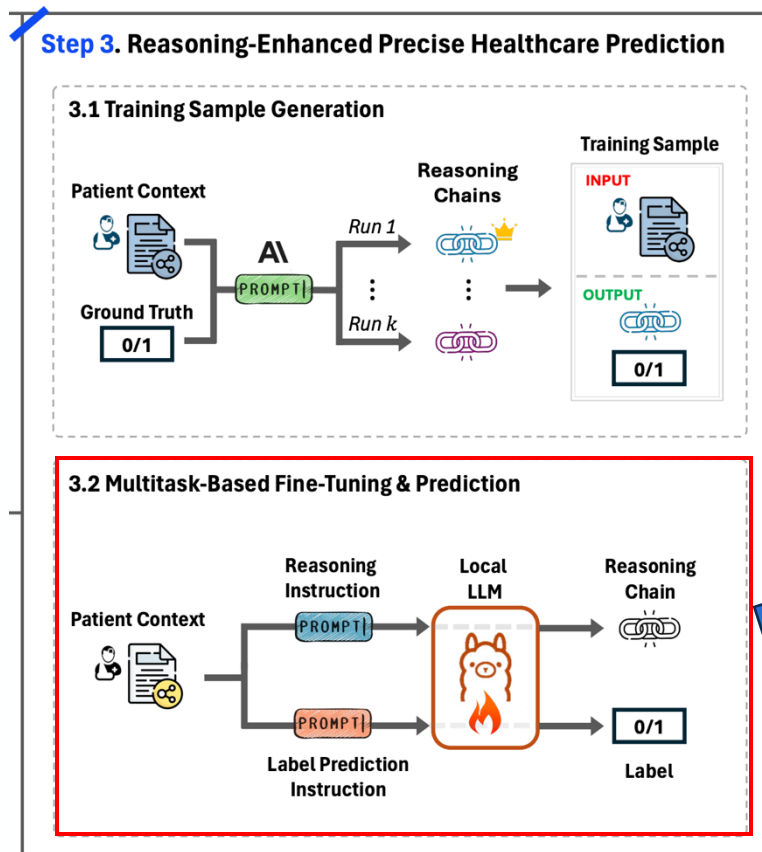 Step 3. Reasoning-Enhanced Precise Healthcare Prediction
3.1 Training Sample Generation
Training Sample
Patient Context
Reasoning
Chains
INPUT
Run 1
A\
PROMPT
Ground Truth
0/1
Run k
OUTPUT
0/1
3.2 Multitask-Based Fine-Tuning & Prediction
Reasoning
Instruction
Local
LLM
Reasoning
Chain
Patient Context
PROMPT
PROMPT
0/1
Label Prediction
Instruction
Label